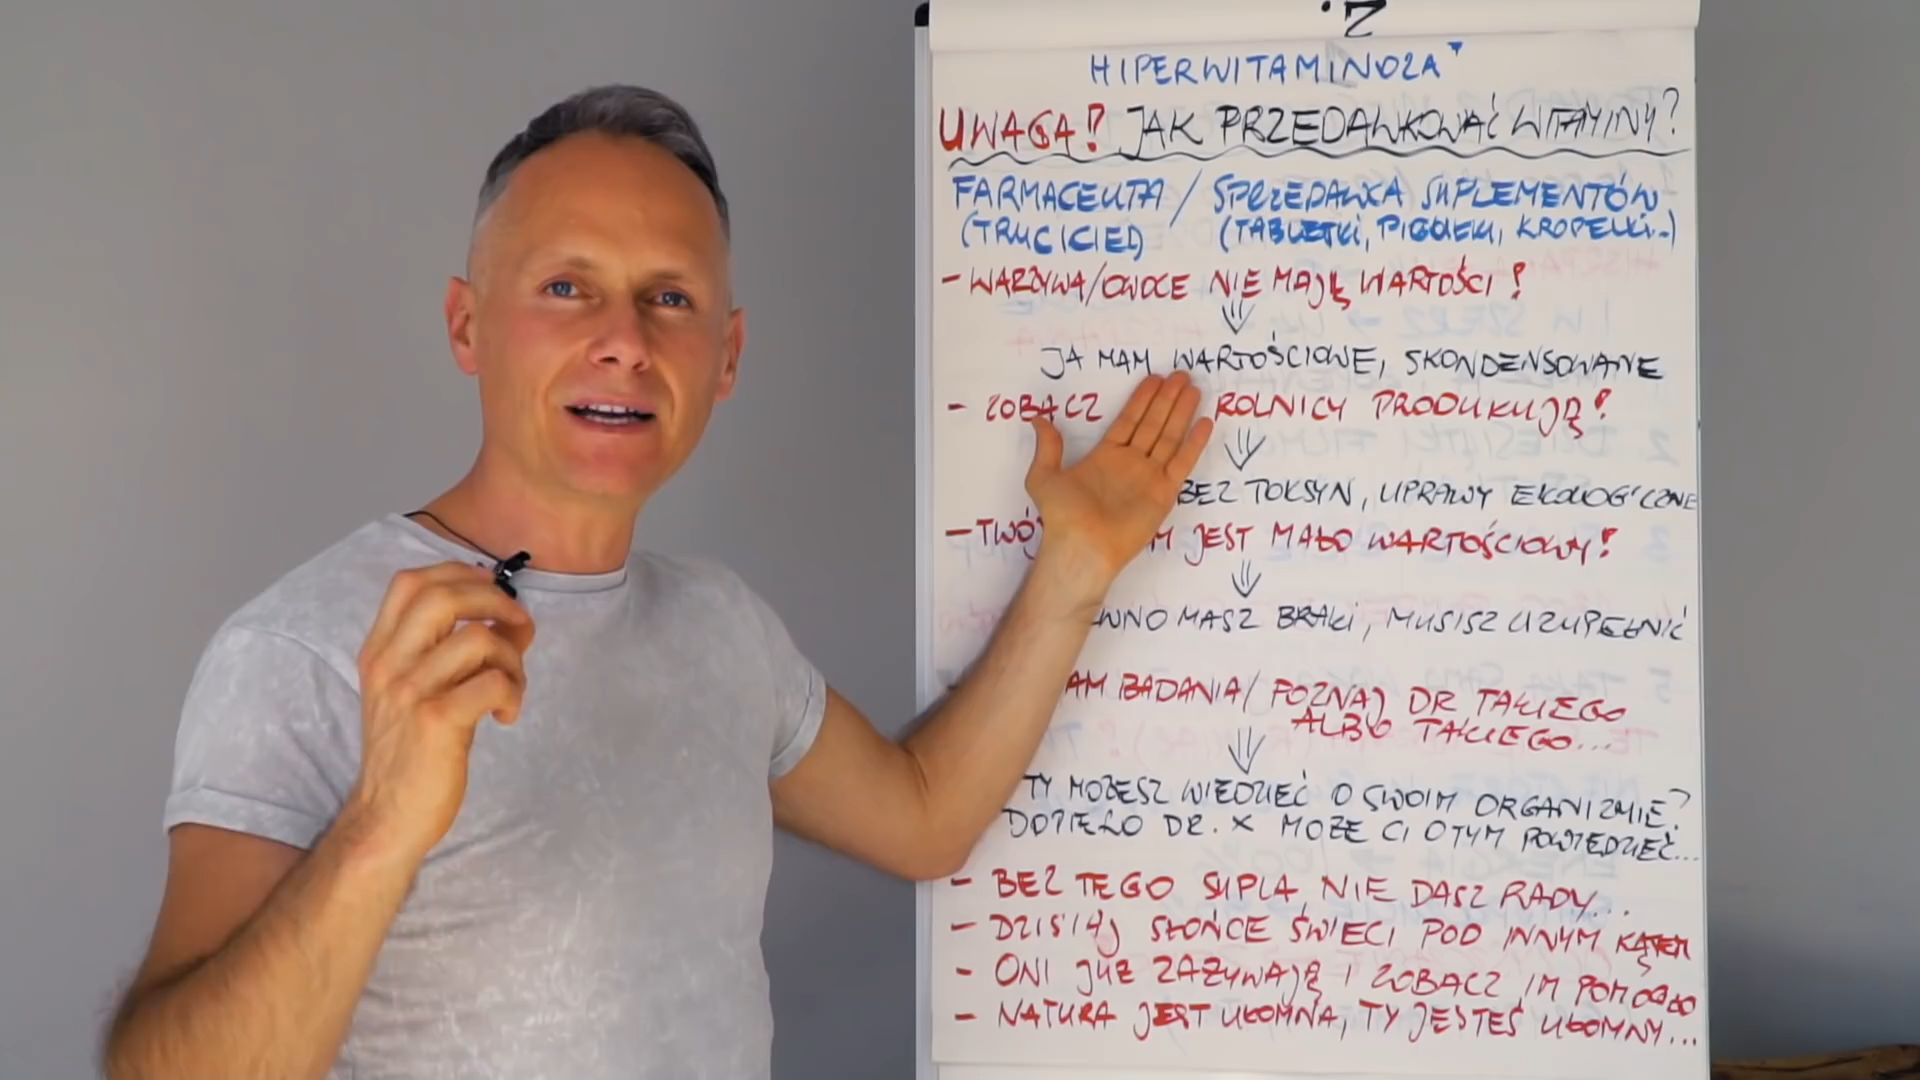 2.
HIPERWITAMINOZA
UWAGA! JAK PRZEDAWKOWAĆ WITAMINY?
FARMACEUTA / SPRZEDAWCA SUPLEMENTÓW
(TRUCICIEL) (TABLETKI, PIGUŁKI, KROPELKI..)
- WARZYWA/OWOCE NIE MAJĄ WARTOŚCI!
JA MAM WARTOŚCIOWE, SKONDENSOWANE
- ZOBACZ ROLNICY PRODUKUJĄ!
BEZ TOKSYN, UPRAWY EKOLOGICZNE
- TWÓJ JEST MAŁO WARTOŚCIOWY!
MASZ BRAKI, MUSISZ UZUPEŁNIĆ
BADANIA/ POZNAJ DR TAKIEGO
ALBO TAKIEGO...
TY MOŻESZ WIEDZIEĆ O SWOIM ORGANIZMIE?
DOPIERO DR. X MOŻE CI O TYM POWIEDZIEĆ...
- BEZ TEGO SUPLA, NIE DASZ RADY...
- DZISIAJ SŁOŃCE ŚWIECI POD INNYM KĄTEM
- ONI JUŻ ZAŻYWAJĄ I ZOBACZ IM POMOGŁO
- NATURA JEST UŁOMNA, TY JESTEŚ UŁOMNY...